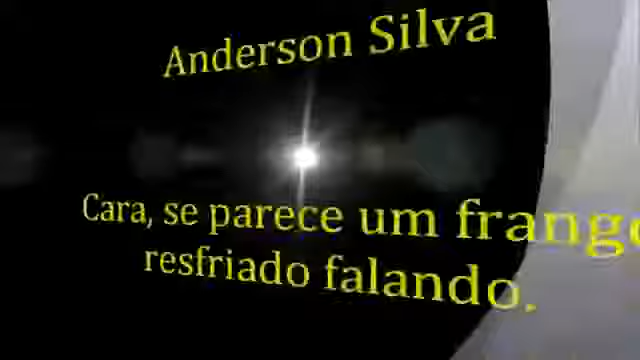 Anderson Silva
Cara, se parece um frango
resfriado falando.